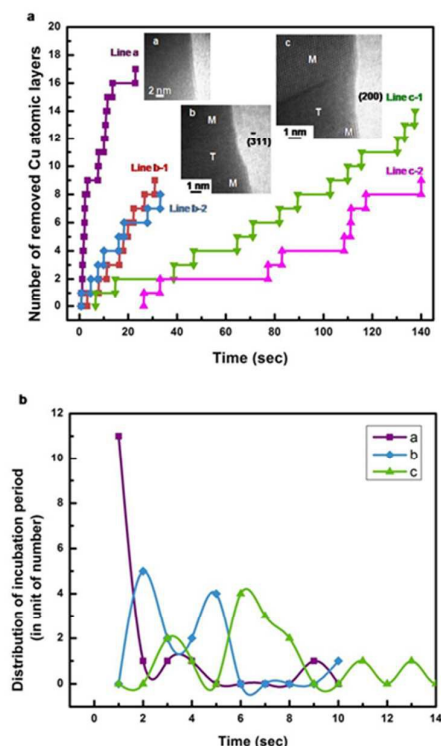 a
Number of removed Cu atomic layers
18
17
16
14
12
10
8
6
4
2
0
0 20 40 60 80 100 120 140
Time (sec)
Line a
Line b-1
Line b-2
Line c-1
Line c-2
a
2 nm
b
M
T
M
1 nm
(3̄11)
c
M
T
M
1 nm
(200)
b
Distribution of incubation period
(in unit of number)
12
10
8
6
4
2
0
0 2 4 6 8 10 12 14
Time (sec)
a
b
c